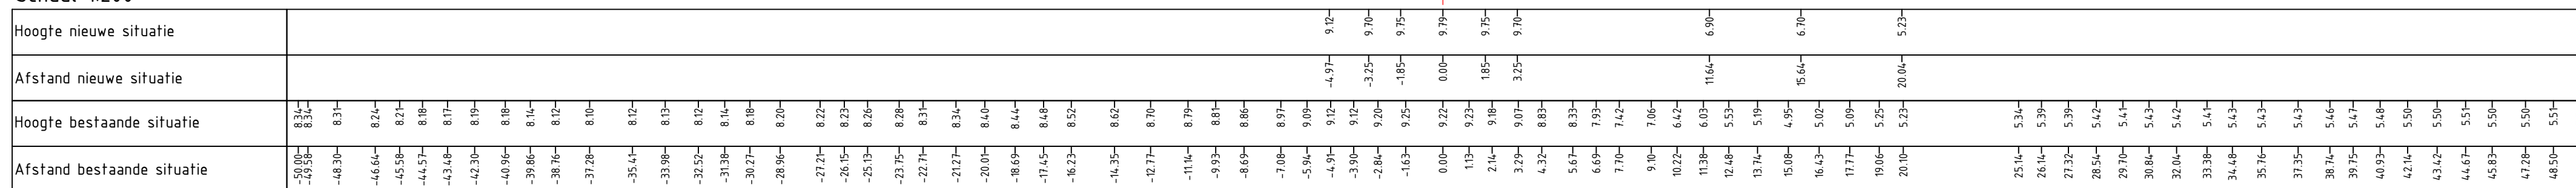 Hoogte nieuwe situatie 9.12 9.70 9.75 9.79 9.75 9.70 6.90 6.70 5.23
Afstand nieuwe situatie -4.97 -3.25 -1.85 0.00 1.85 3.25 11.64 15.64 20.04
Hoogte bestaande situatie 8.34 8.34 8.31 8.24 8.21 8.18 8.17 8.19 8.18 8.14 8.12 8.10 8.12 8.13 8.12 8.14 8.18 8.20 8.22 8.23 8.26 8.28 8.31 8.34 8.40 8.44 8.48 8.52 8.62 8.70 8.79 8.81 8.86 8.97 9.09 9.12 9.12 9.20 9.25 9.22 9.23 9.18 9.07 8.83 8.33 7.93 7.42 7.06 6.42 6.03 5.53 5.19 4.95 5.02 5.09 5.25 5.23 5.34 5.39 5.39 5.42 5.41 5.43 5.42 5.41 5.43 5.43 5.43 5.46 5.47 5.48 5.50 5.50 5.51 5.50 5.50 5.51
Afstand bestaande situatie -50.00 -49.58 -48.30 -46.64 -45.58 -44.57 -43.48 -42.30 -40.96 -39.86 -38.76 -37.28 -35.41 -33.98 -32.52 -31.38 -30.27 -28.96 -27.21 -26.15 -25.13 -23.75 -22.71 -21.27 -20.01 -18.69 -17.45 -16.23 -14.35 -12.77 -11.14 -9.93 -8.69 -7.08 -5.94 -4.91 -3.90 -2.84 -1.63 0.00 1.13 2.14 3.29 4.32 5.67 6.69 7.70 9.10 10.22 11.38 12.48 13.74 15.08 16.43 17.77 19.06 20.10 25.14 26.14 27.32 28.54 29.70 30.84 32.04 33.38 34.48 35.76 37.35 38.74 39.75 40.93 42.14 43.42 44.67 45.83 47.28 48.50